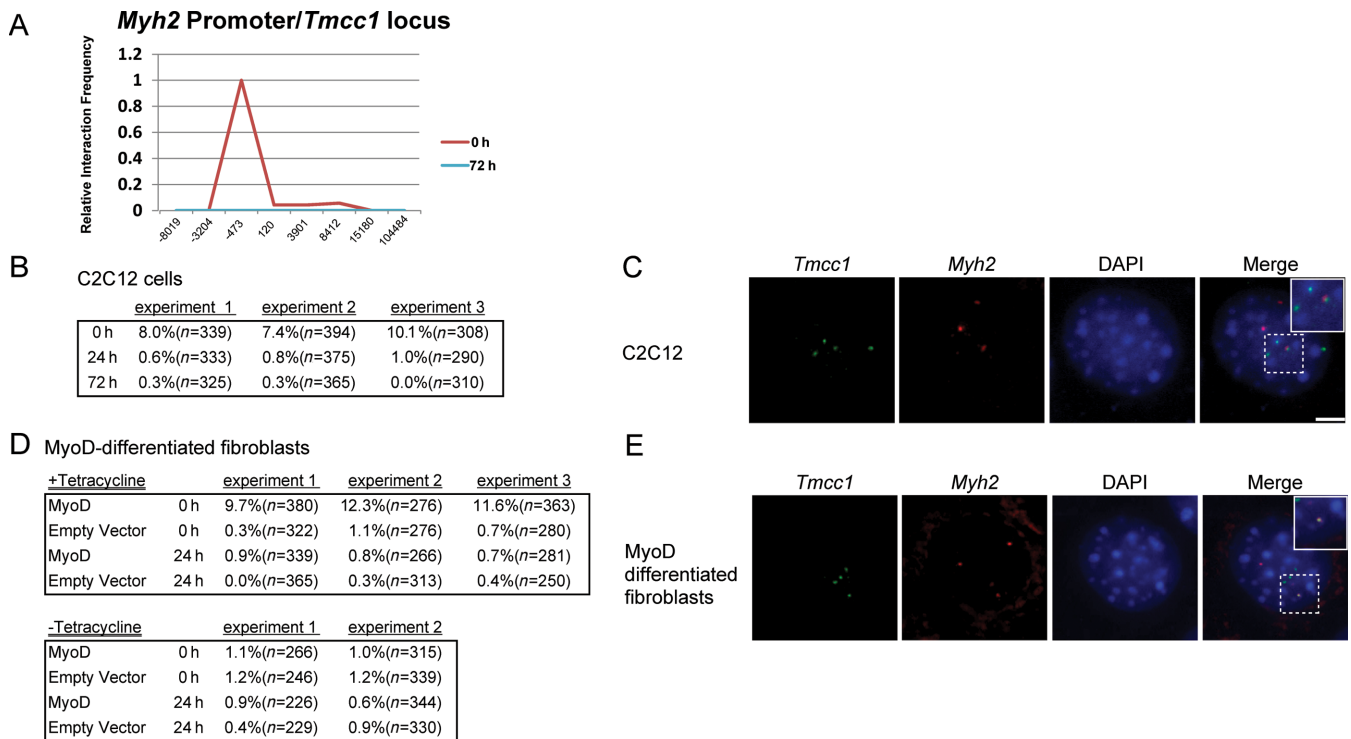 A
Myh2 Promoter/Tmcc1 locus
Relative Interaction Frequency
1.2
1
0.8
0.6
0.4
0.2
0
-8019 -3204 -473 120 3901 8412 15180 104484
0 h
72 h
B
C2C12 cells
experiment 1 experiment 2 experiment 3
0 h 8.0%(n=339) 7.4%(n=394) 10.1%(n=308)
24 h 0.6%(n=333) 0.8%(n=375) 1.0%(n=290)
72 h 0.3%(n=325) 0.3%(n=365) 0.0%(n=310)
C
Tmcc1 Myh2 DAPI Merge
C2C12
D
MyoD-differentiated fibroblasts
+Tetracycline experiment 1 experiment 2 experiment 3
MyoD 0 h 9.7%(n=380) 12.3%(n=276) 11.6%(n=363)
Empty Vector 0 h 0.3%(n=322) 1.1%(n=276) 0.7%(n=280)
MyoD 24 h 0.9%(n=339) 0.8%(n=266) 0.7%(n=281)
Empty Vector 24 h 0.0%(n=365) 0.3%(n=313) 0.4%(n=250)
-Tetracycline experiment 1 experiment 2
MyoD 0 h 1.1%(n=266) 1.0%(n=315)
Empty Vector 0 h 1.2%(n=246) 1.2%(n=339)
MyoD 24 h 0.9%(n=226) 0.6%(n=344)
Empty Vector 24 h 0.4%(n=229) 0.9%(n=330)
E
Tmcc1 Myh2 DAPI Merge
MyoD
differentiated
fibroblasts